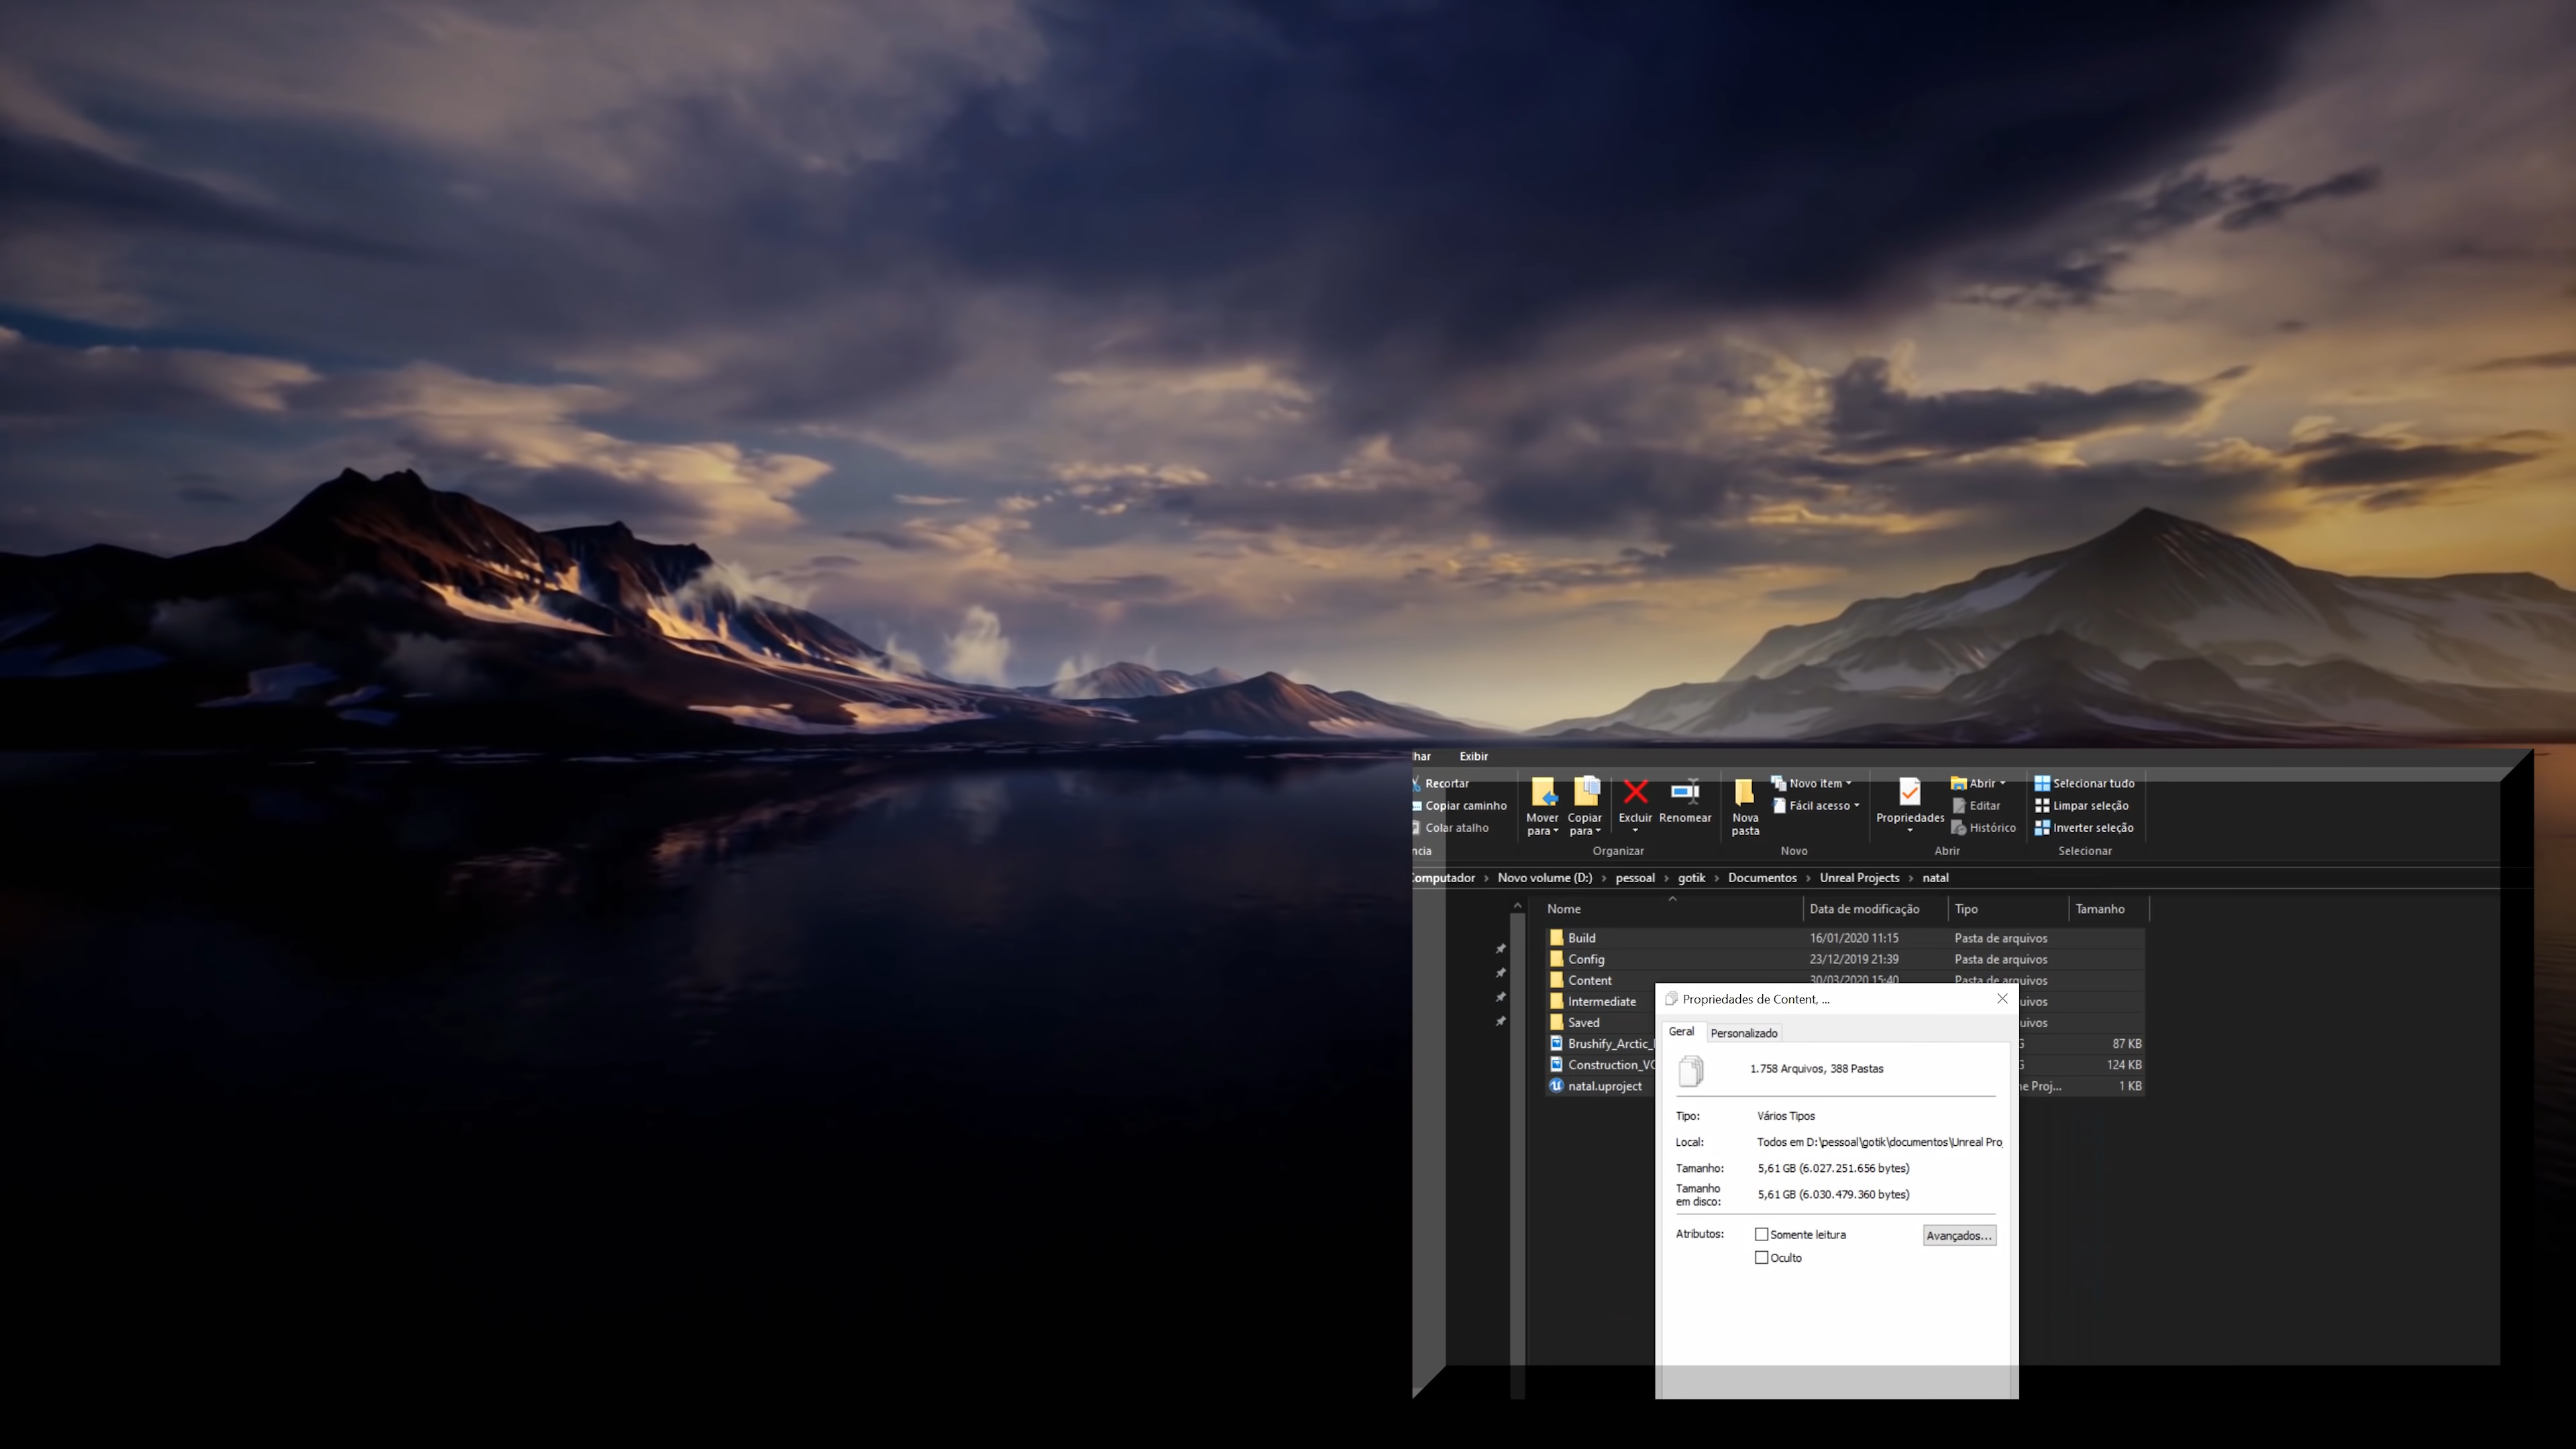 Exibir
Recortar
Copiar caminho
Colar atalho
Mover para
Copiar para
Excluir
Renomear
Organizar
Nova pasta
Novo item
Fácil acesso
Novo
Propriedades
Abrir
Editar
Histórico
Abrir
Selecionar tudo
Limpar seleção
Inverter seleção
Selecionar
Computador > Novo volume (D:) > pessoal > gotik > Documentos > Unreal Projects > natal
Nome Data de modificação Tipo Tamanho
Build 16/01/2020 11:15 Pasta de arquivos
Config 23/12/2019 21:39 Pasta de arquivos
Content 30/03/2020 15:40 Pasta de arquivos
Intermediate
Saved
Brushify_Arctic_ 87 KB
Construction_VC 124 KB
natal.uproject 1 KB
Propriedades de Content, ...
Geral Personalizado
1.758 Arquivos, 388 Pastas
Tipo: Vários Tipos
Local: Todos em D:\pessoal\gotik\documentos\Unreal Pro
Tamanho: 5,61 GB (6.027.251.656 bytes)
Tamanho em disco: 5,61 GB (6.030.479.360 bytes)
Atributos: Somente leitura Avançados...
Oculto